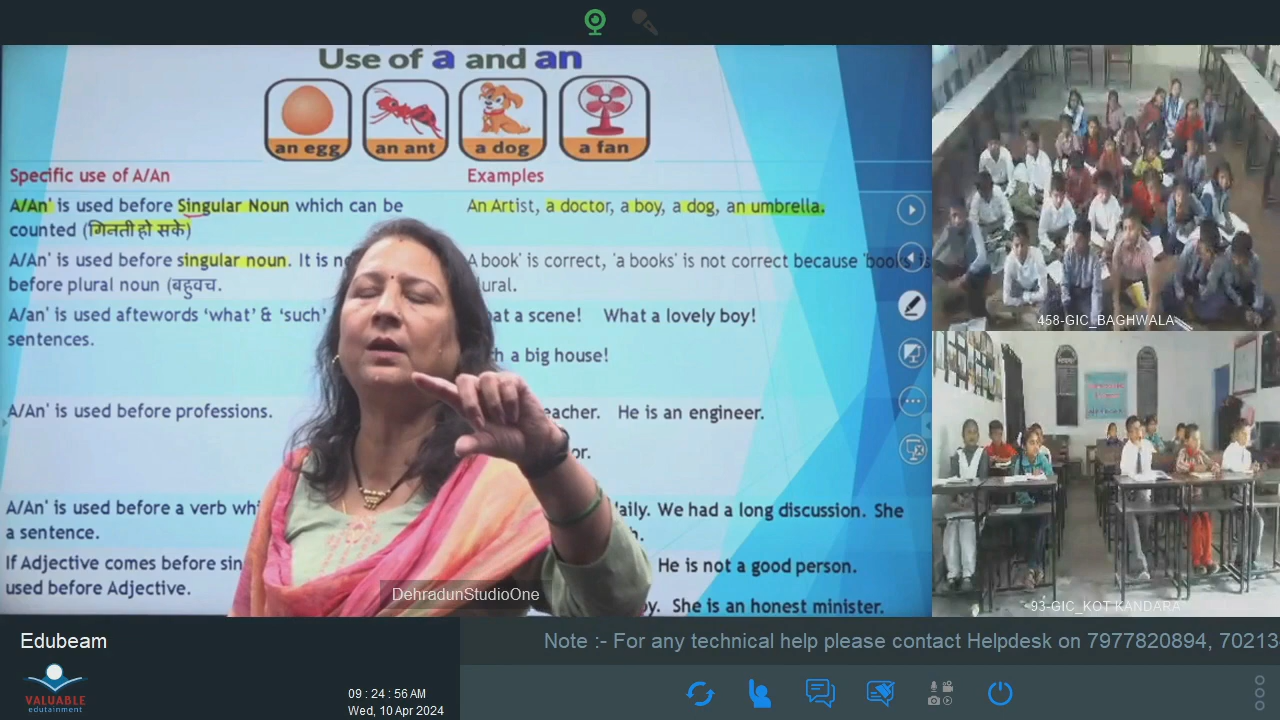 Use of a and an
an egg
an ant
a dog
a fan
Specific use of A/An
Examples
A/An' is used before Singular Noun which can be
counted (गिनती हो सके)
An Artist, a doctor, a boy, a dog, an umbrella.
A/An' is used before singular noun. It is
before plural noun (बहुवच.
A book' is correct, 'a books' is not correct because 'books' is
plural.
A/an' is used aftewords 'what' & 'such'
sentences.
a scene! What a lovely boy!
a big house!
A/An' is used before professions.
He is an engineer.
A/An' is used before a verb
a sentence.
daily. We had a long discussion. She
If Adjective comes before
used before Adjective.
He is not a good person.
She is an honest minister.
DehradunStudioOne
458-GIC_BAGHWALA
93-GIC_KOT KANDARA
Edubeam
VALUABLE
edutainment
09 : 24 : 56 AM
Wed, 10 Apr 2024
Note :- For any technical help please contact Helpdesk on 7977820894, 70213